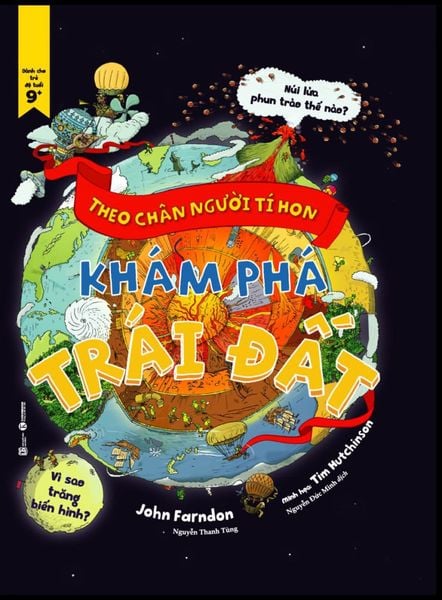 Dành cho
trẻ
độ tuổi
9+
Núi lửa
phun trào thế nào?
THEO CHÂN NGƯỜI TÍ HON
KHÁM PHÁ
TRÁI ĐẤT
Vì sao
trăng
biến hình?
John Farndon
Nguyễn Thanh Tùng
minh họa: Tim Hutchinson
Nguyễn Đức Minh dịch